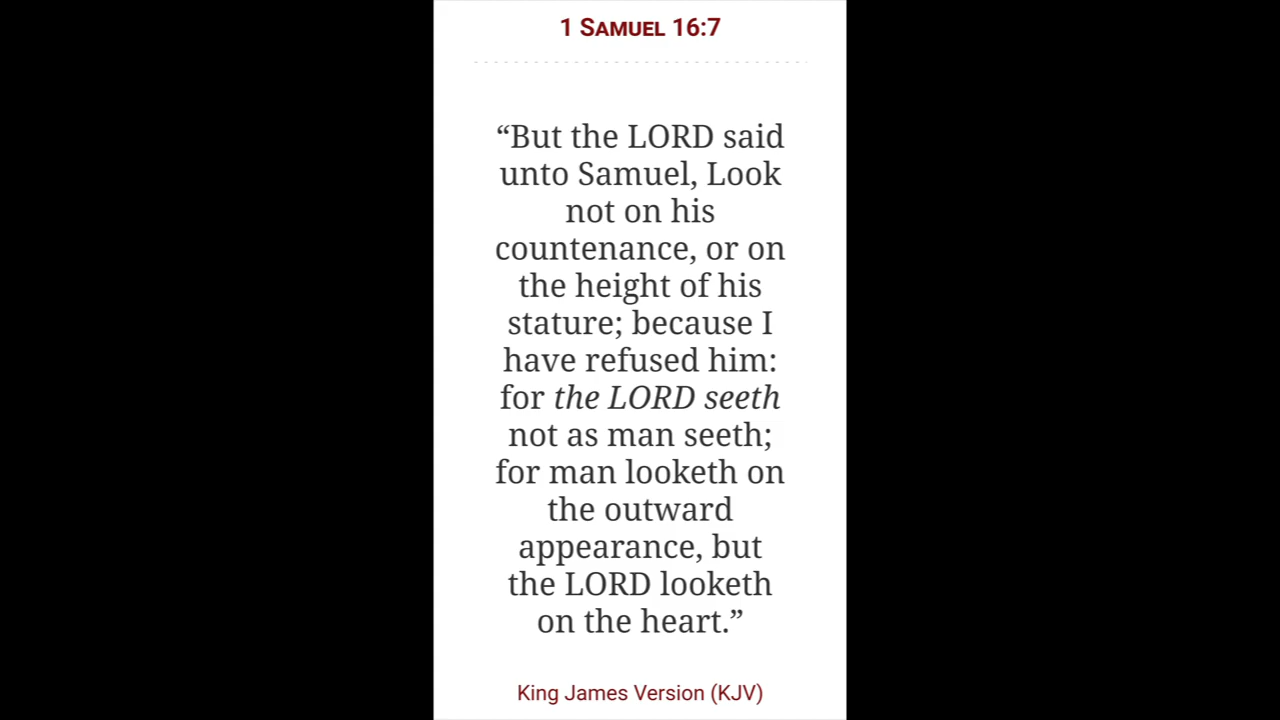 1 SAMUEL 16:7
“But the LORD said
unto Samuel, Look
not on his
countenance, or on
the height of his
stature; because I
have refused him:
for the LORD seeth
not as man seeth;
for man looketh on
the outward
appearance, but
the LORD looketh
on the heart.”
King James Version (KJV)